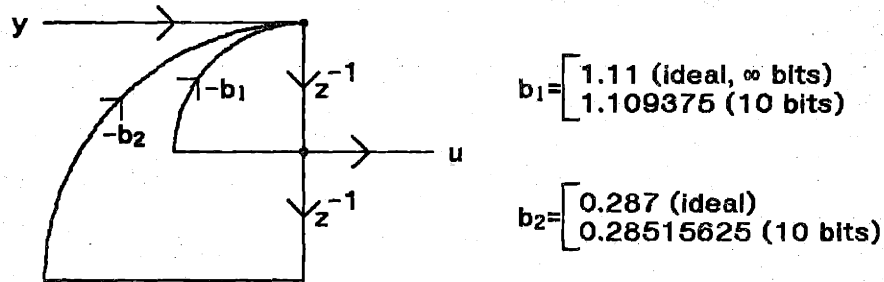 y
z⁻¹
-b₁
-b₂
u
z⁻¹
b₁= 1.11 (ideal, ∞ bits)
1.109375 (10 bits)
b₂= 0.287 (ideal)
0.28515625 (10 bits)